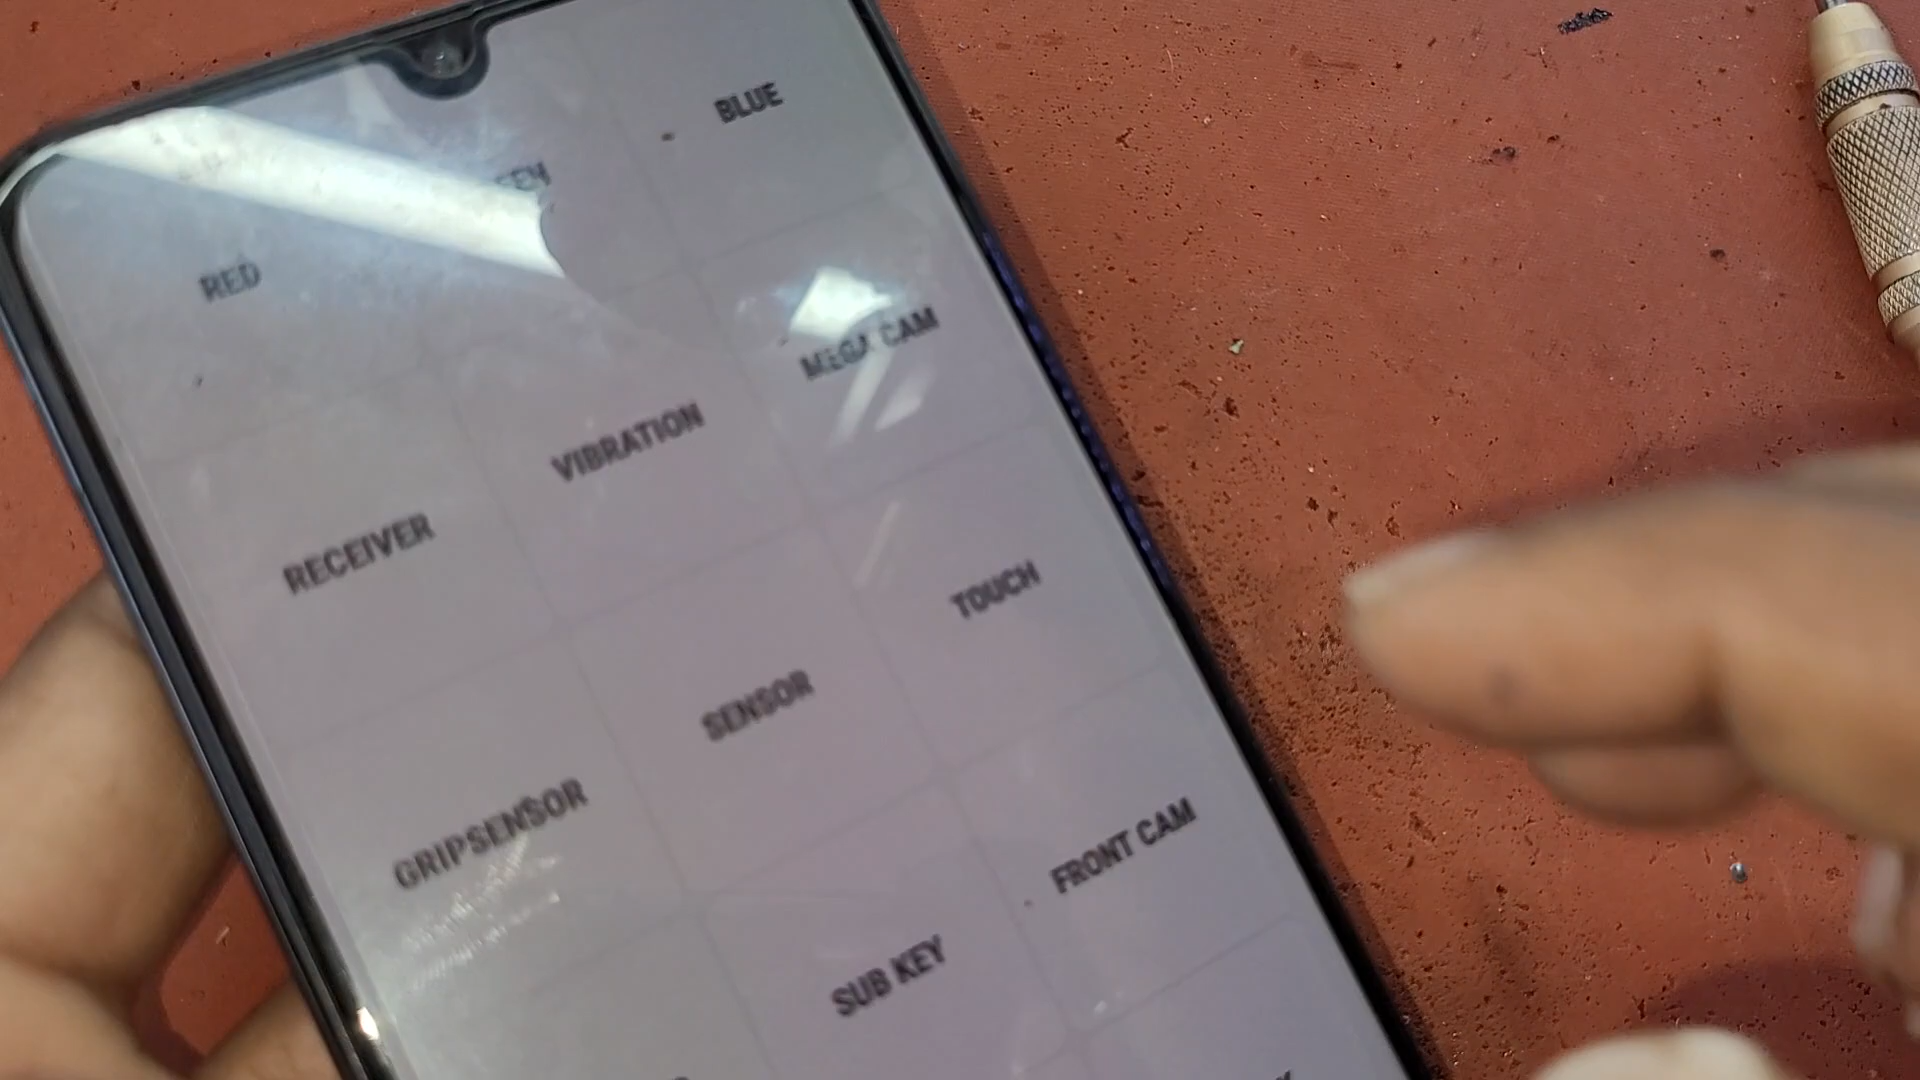 RED
BLUE
RECEIVER
VIBRATION
MEGA CAM
GRIPSENSOR
SENSOR
TOUCH
SUB KEY
FRONT CAM